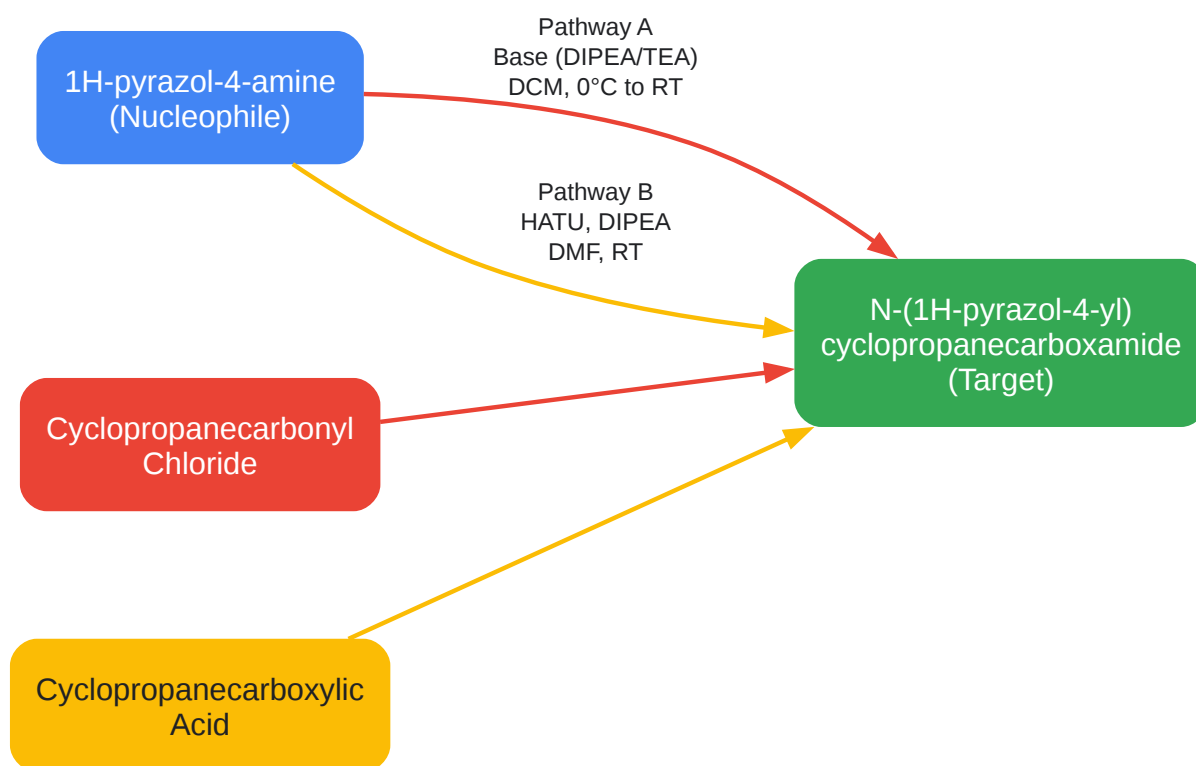 Pathway A
Base (DIPEA/TEA)
DCM, 0°C to RT
1H-pyrazol-4-amine
(Nucleophile)
Pathway B
HATU, DIPEA
DMF, RT
N-(1H-pyrazol-4-yl)
cyclopropanecarboxamide
(Target)
Cyclopropanecarbonyl
Chloride
Cyclopropanecarboxylic
Acid